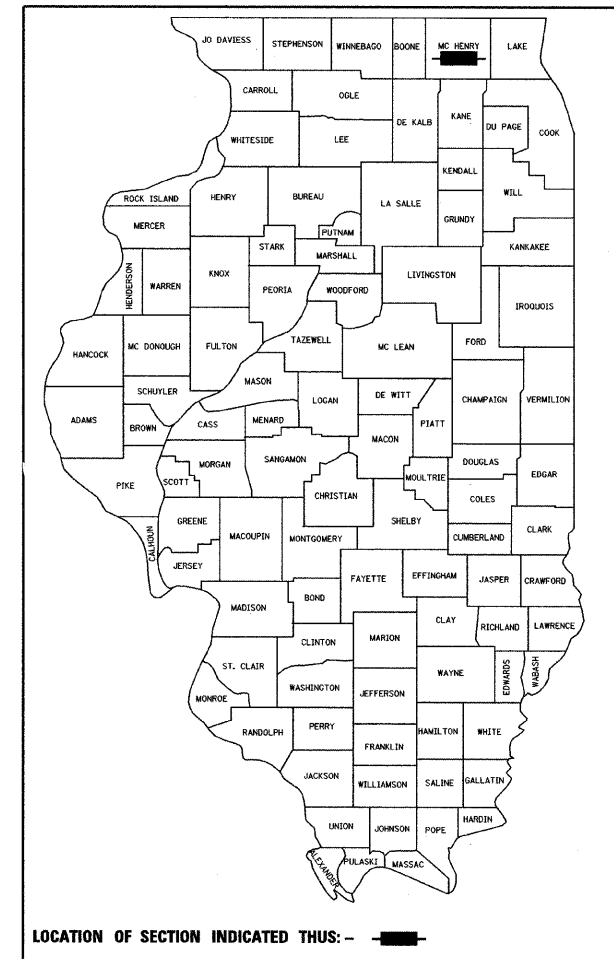 JO DAVIESS
STEPHENSON
WINNEBAGO
BOONE
MC HENRY
LAKE
CARROLL
OGLE
DE KALB
KANE
DU PAGE
COOK
WHITESIDE
LEE
KENDALL
WILL
ROCK ISLAND
HENRY
BUREAU
LA SALLE
GRUNDY
MERCER
PUTNAM
STARK
MARSHALL
KANKAKEE
HENDERSON
WARREN
KNOX
PEORIA
WOODFORD
LIVINGSTON
IROQUOIS
HANCOCK
MC DONOUGH
FULTON
TAZEWELL
MC LEAN
FORD
MASON
SCHUYLER
LOGAN
DE WITT
CHAMPAIGN
VERMILION
ADAMS
BROWN
CASS
MENARD
PIATT
MACON
SANGAMON
DOUGLAS
EDGAR
PIKE
SCOTT
MORGAN
CHRISTIAN
MOULTRIE
COLES
GREENE
MACOUPIN
MONTGOMERY
SHELBY
CUMBERLAND
CLARK
CALHOUN
JERSEY
FAYETTE
EFFINGHAM
JASPER
CRAWFORD
MADISON
BOND
CLAY
RICHLAND
LAWRENCE
CLINTON
MARION
ST. CLAIR
WAYNE
EDWARDS
WABASH
WASHINGTON
JEFFERSON
MONROE
RANDOLPH
PERRY
HAMILTON
WHITE
FRANKLIN
JACKSON
WILLIAMSON
SALINE
GALLATIN
UNION
JOHNSON
POPE
HARDIN
ALEXANDER
PULASKI
MASSAC
LOCATION OF SECTION INDICATED THUS: –